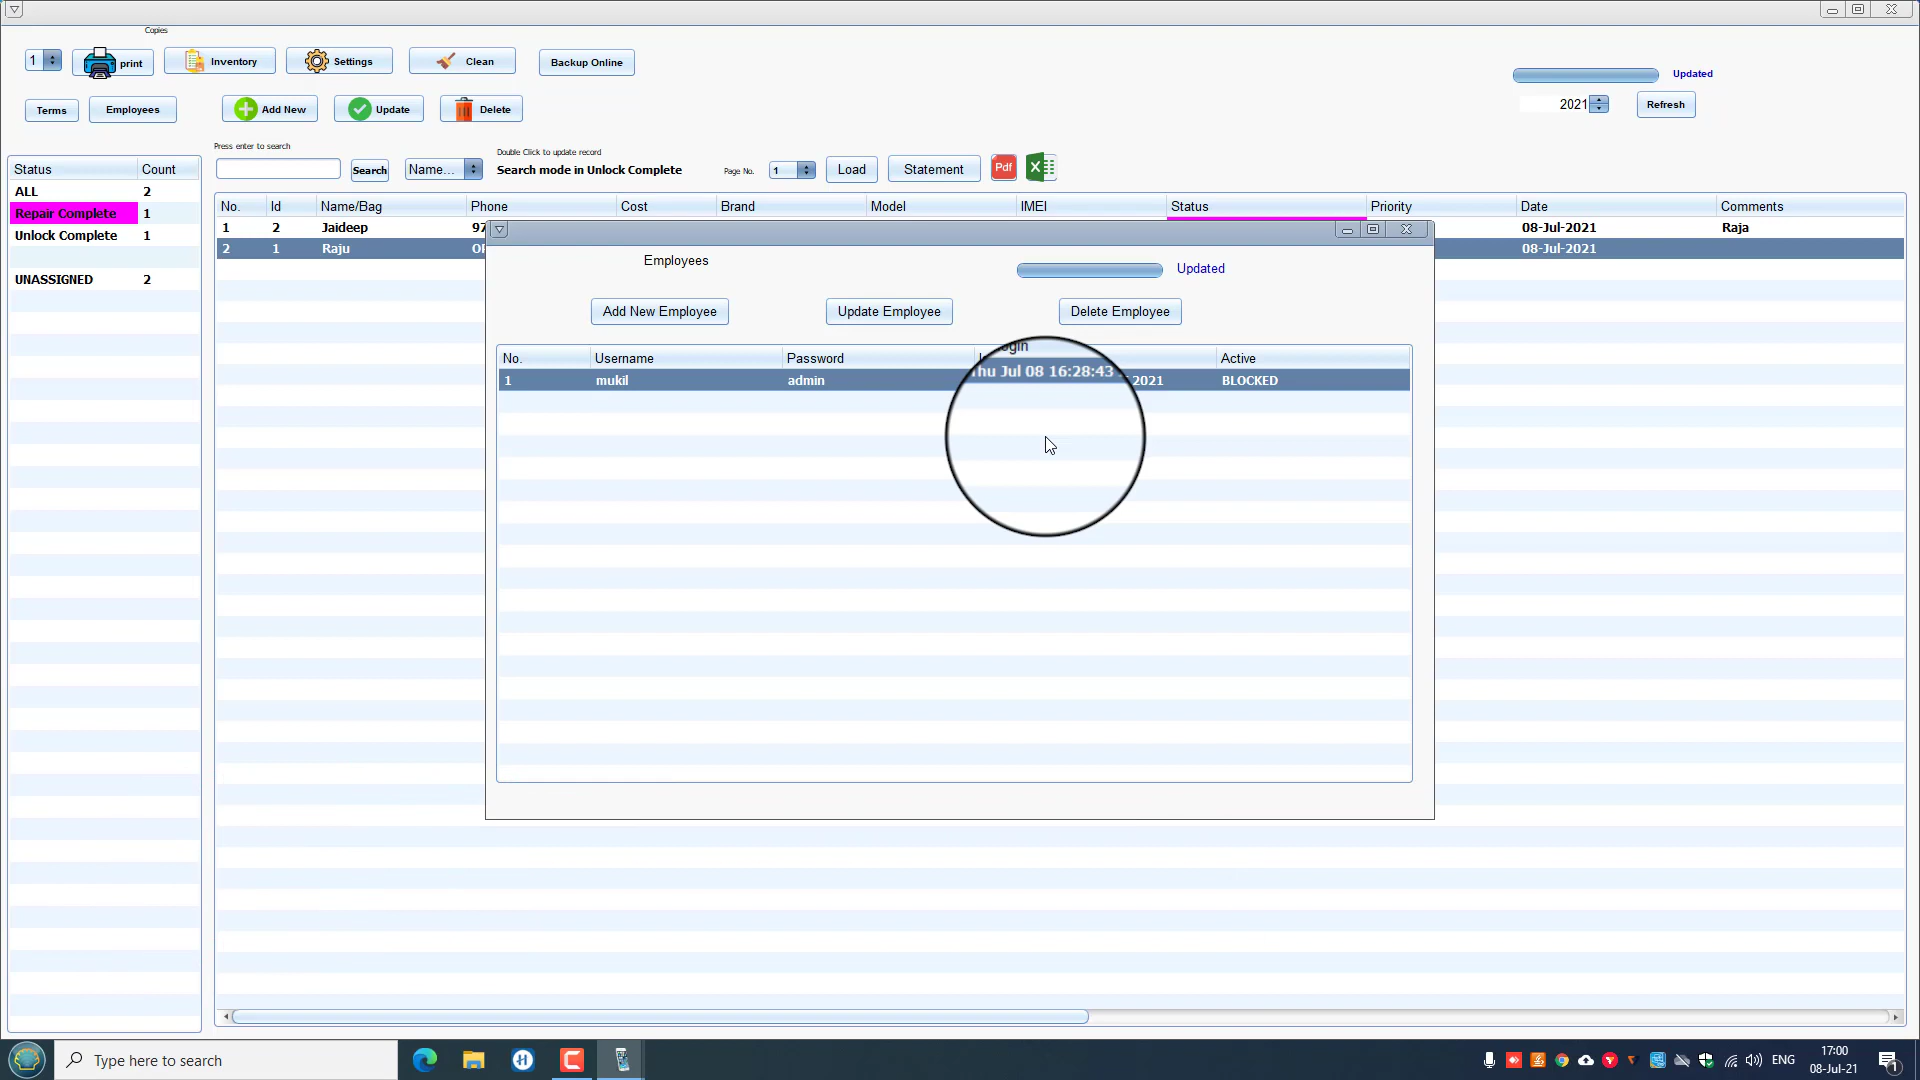 Copies
1 print Inventory Settings Clean Backup Online
Updated
Terms Employees Add New Update Delete
2021 Refresh
Press enter to search
Double Click to update record
Search Name... Search mode in Unlock Complete Page No. 1 Load Statement Pdf
Status Count
ALL 2
Repair Complete 1
Unlock Complete 1
UNASSIGNED 2
No. Id Name/Bag Phone Cost Brand Model IMEI Status Priority Date Comments
1 2 Jaideep 97 08-Jul-2021 Raja
2 1 Raju 08-Jul-2021
Employees
Updated
Add New Employee Update Employee Delete Employee
No. Username Password Active
1 mukil admin Jul 08 16:28:43 2021 BLOCKED
Type here to search
ENG
17:00
08-Jul-21
1